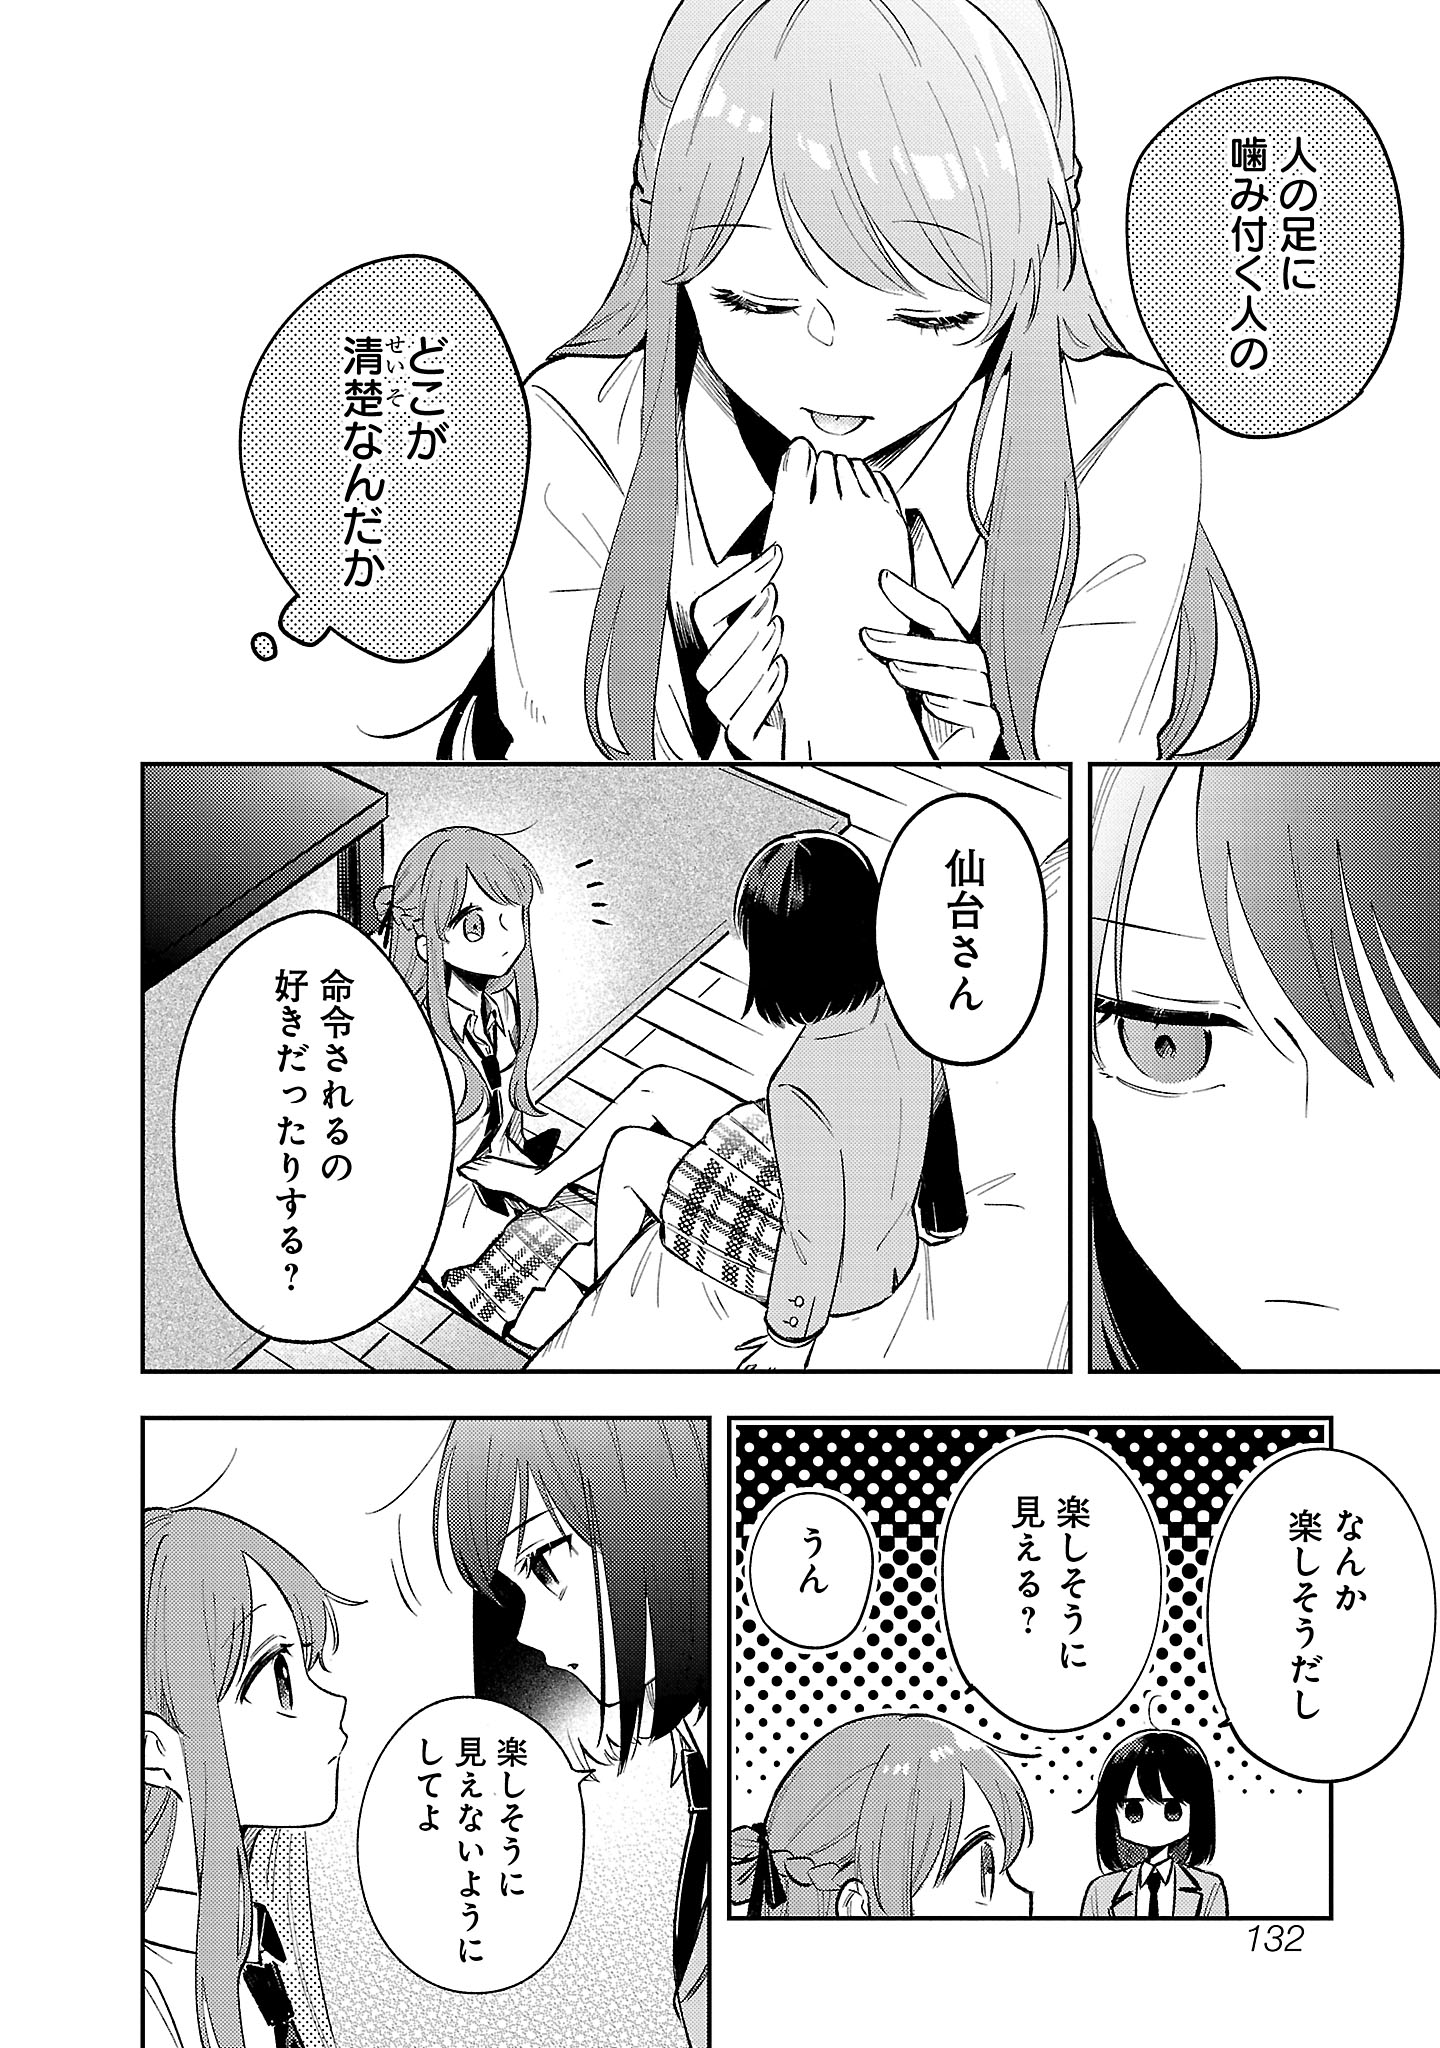 人の足に
噛み付く人の
どこが
清楚なんだか
せいそ
仙台さん
命令されるの
好きだったりする?
なんか
楽しそうだし
楽しそうに
見える?
うん
楽しそうに
見えないように
してよ
132